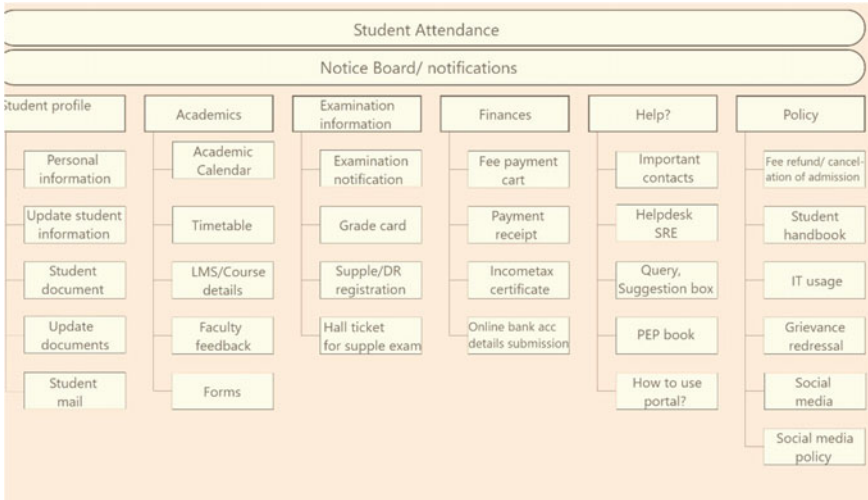 Student Attendance
Notice Board/ notifications
Student profile
Personal
information
Update student
information
Student
document
Update
documents
Student
mail
Academics
Academic
Calendar
Timetable
LMS/Course
details
Faculty
feedback
Forms
Examination
information
Examination
notification
Grade card
Supple/DR
registration
Hall ticket
for supple exam
Finances
Fee payment
cart
Payment
receipt
Incometax
certificate
Online bank acc
details submission
Help?
Important
contacts
Helpdesk
SRE
Query,
Suggestion box
PEP book
How to use
portal?
Policy
Fee refund/ cancel-
ation of admission
Student
handbook
IT usage
Grievance
redressal
Social
media
Social media
policy